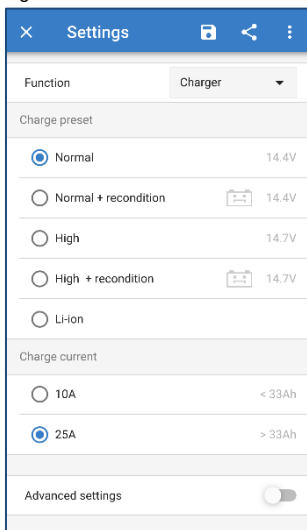 Settings
Function Charger
Charge preset
Normal 14.4V
Normal + recondition 14.4V
High 14.7V
High + recondition 14.7V
Li-ion
Charge current
10A < 33Ah
25A > 33Ah
Advanced settings